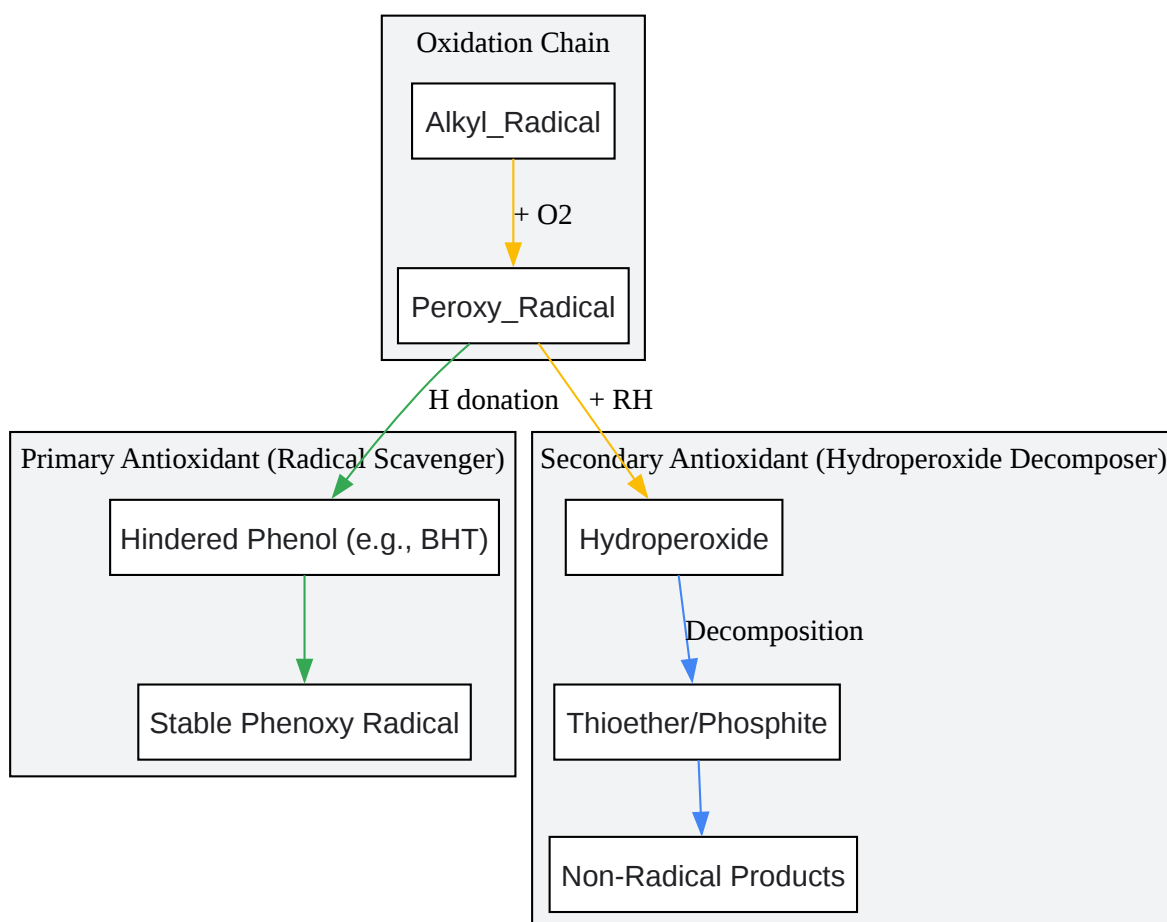 Oxidation Chain
Alkyl_Radical
+ O2
Peroxy_Radical
H donation
+ RH
Primary Antioxidant (Radical Scavenger)
Hindered Phenol (e.g., BHT)
Stable Phenoxy Radical
Secondary Antioxidant (Hydroperoxide Decomposer)
Hydroperoxide
Decomposition
Thioether/Phosphite
Non-Radical Products